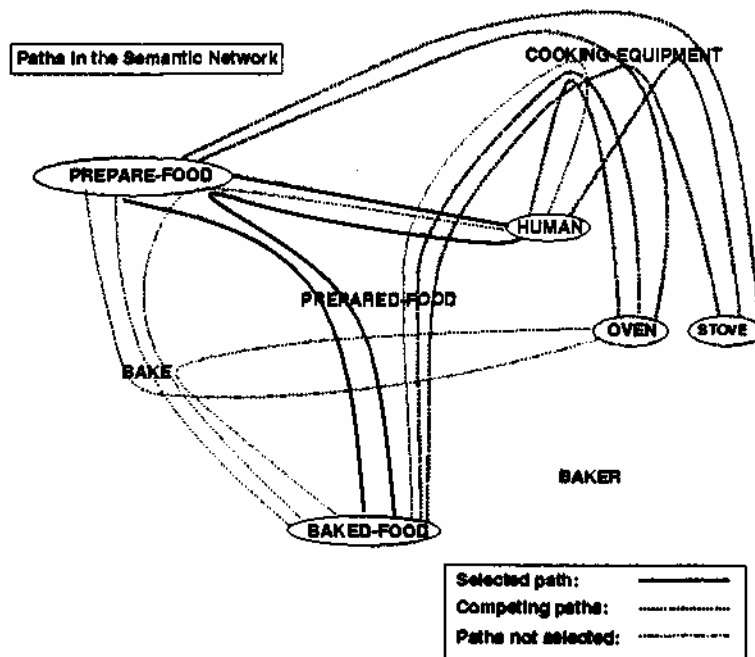 Paths in the Semantic Network
COOKING-EQUIPMENT
PREPARE-FOOD
HUMAN
PREPARED-FOOD
OVEN
STOVE
BAKE
BAKER
BAKED-FOOD
Selected path:
Competing paths:
Paths not selected: